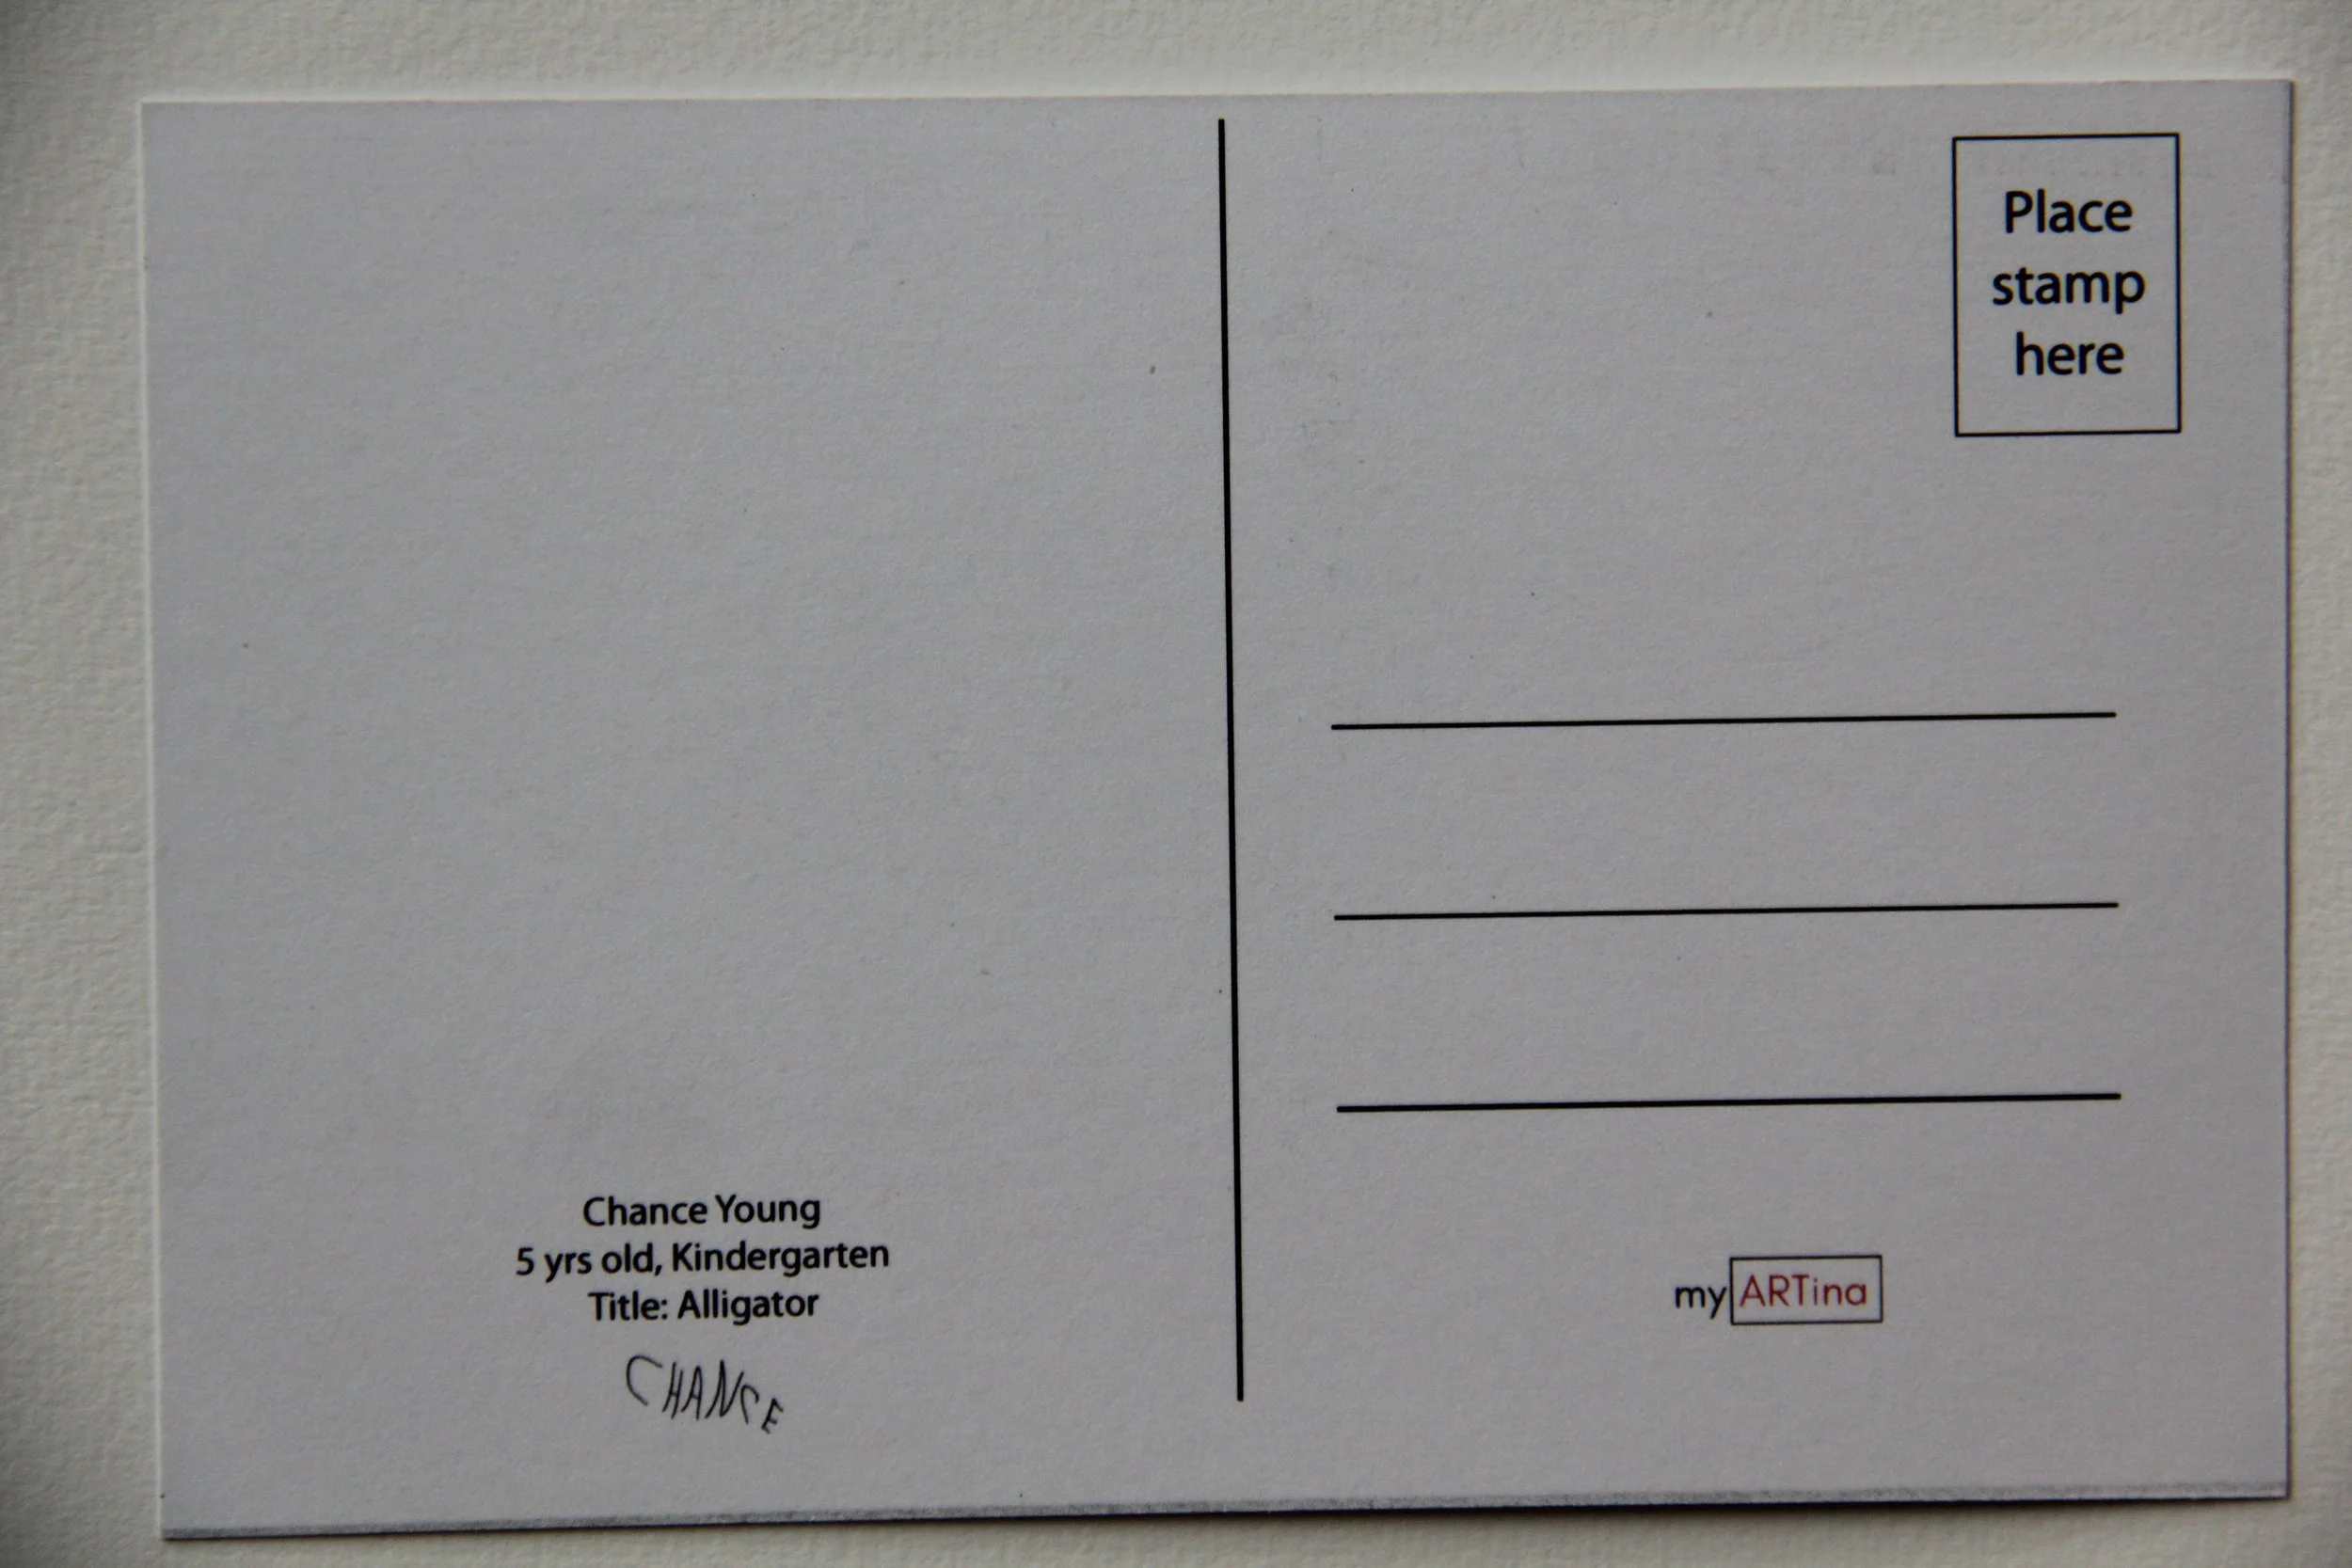 Place
stamp
here
Chance Young
5 yrs old, Kindergarten
Title: Alligator
CHANCE
myARTina